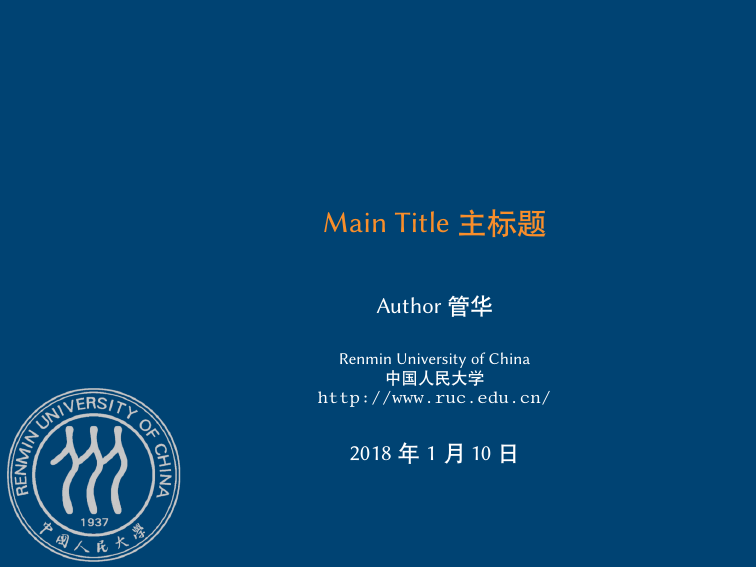 Main Title 主标题
Author 管华
Renmin University of China
中国人民大学
http://www.ruc.edu.cn/
2018 年 1 月 10 日
RENMIN UNIVERSITY OF CHINA
1937
中国人民大学